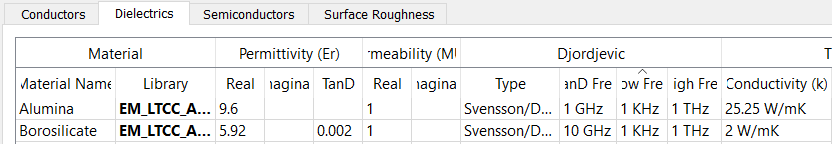 Conductors Dielectrics Semiconductors Surface Roughness
Material Permittivity (Er) rmeability (MU Djordjevic T
Material Name Library Real nagina TanD Real nagina Type anD Fre ow Fre igh Fre Conductivity (k)
Alumina EM_LTCC_A... 9.6 1 Svensson/D... 1 GHz 1 KHz 1 THz 25.25 W/mK
Borosilicate EM_LTCC_A... 5.92 0.002 1 Svensson/D... 10 GHz 1 KHz 1 THz 2 W/mK